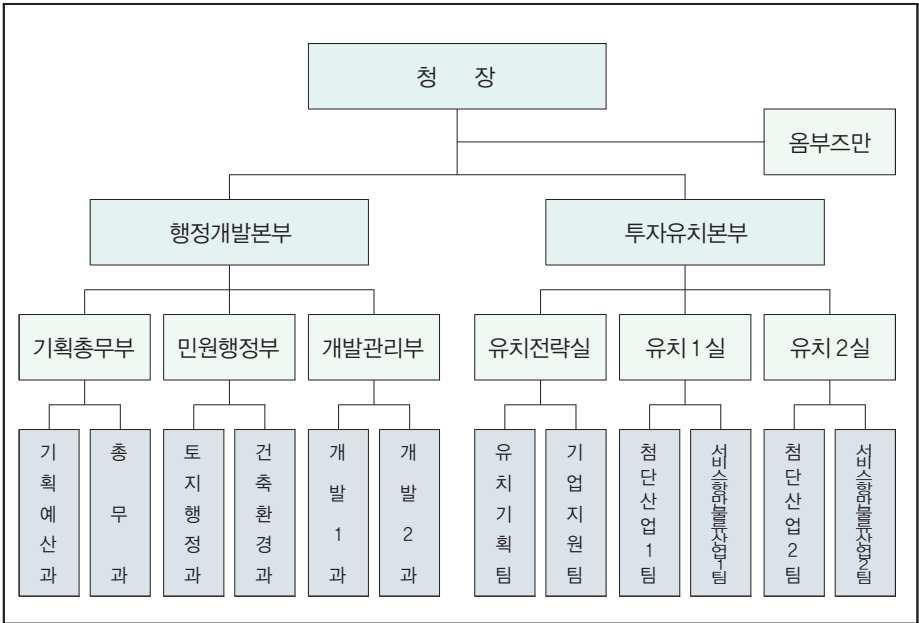 청 장
옴부즈만
행정개발본부
투자유치본부
기획총무부
민원행정부
개발관리부
유치전략실
유치 1 실
유치 2 실
기획예산과
총무과
토지행정과
건축환경과
개발 1 과
개발 2 과
유치기획팀
기업지원팀
첨단산업 1 팀
서비스항만물류산업1팀
첨단산업 2 팀
서비스항만물류산업2팀